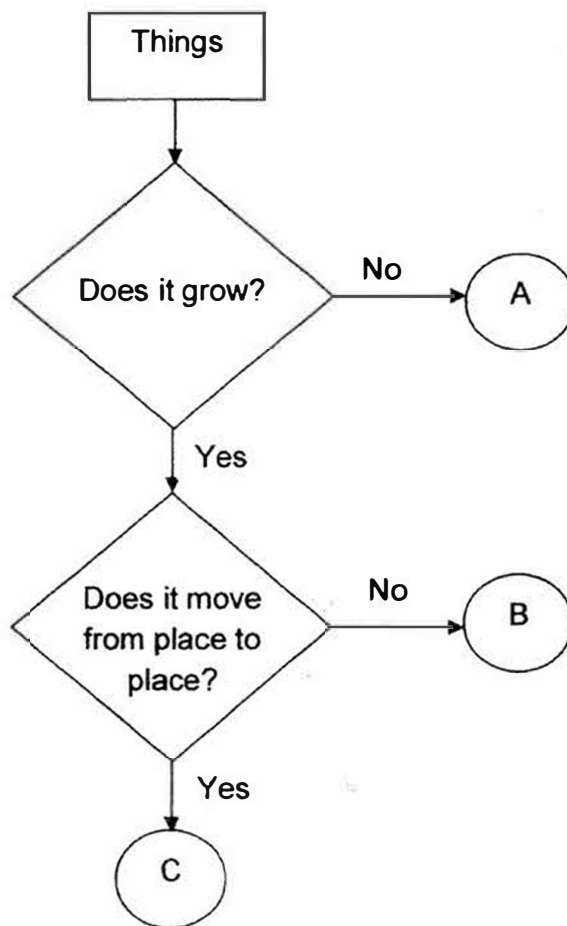 Things
Does it grow?
No
A
Yes
Does it move
from place to
place?
No
B
Yes
C